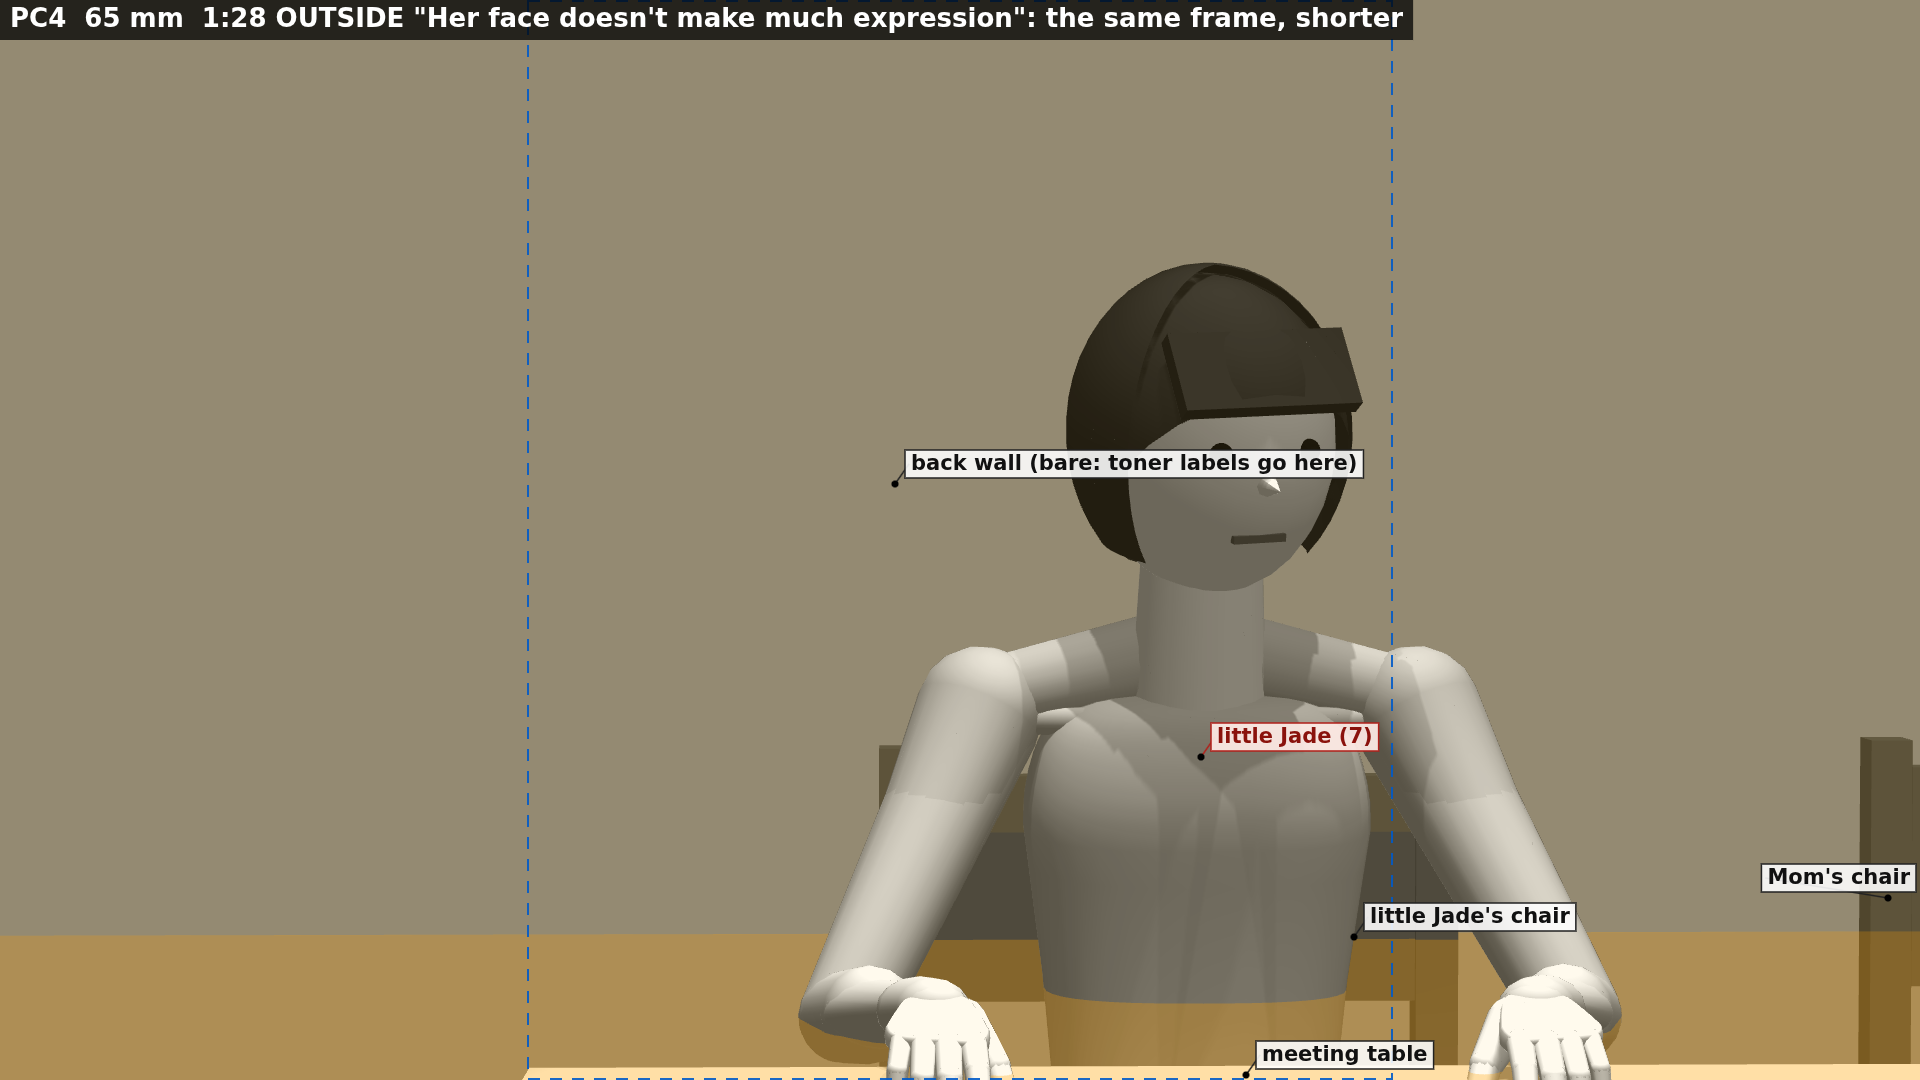 PC4  65 mm  1:28 OUTSIDE "Her face doesn't make much expression": the same frame, shorter
back wall (bare: toner labels go here)
little Jade (7)
Mom's chair
little Jade's chair
meeting table